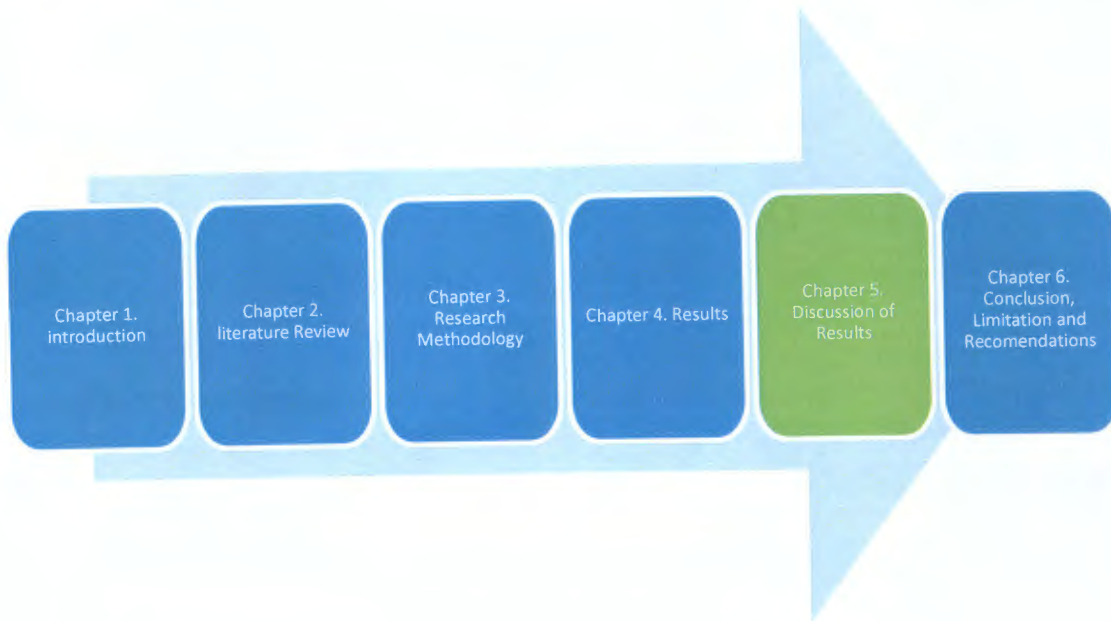 Chapter 1.
introduction
Chapter 2.
literature Review
Chapter 3.
Research
Methodology
Chapter 4. Results
Chapter 5.
Discussion of
Results
Chapter 6.
Conclusion,
Limitation and
Recomendations